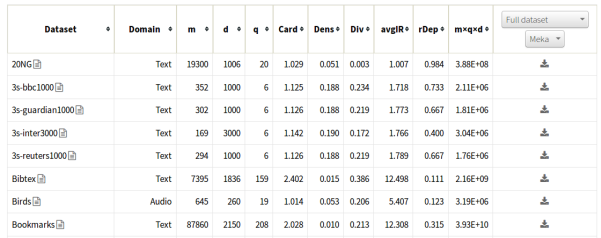 Dataset Domain m d q Card Dens Div avgIR rDep m×q×d Full dataset
Meka
20NG Text 19300 1006 20 1.029 0.051 0.003 1.007 0.984 3.88E+08
3s-bbc1000 Text 352 1000 6 1.125 0.188 0.234 1.718 0.733 2.11E+06
3s-guardian1000 Text 302 1000 6 1.126 0.188 0.219 1.773 0.667 1.81E+06
3s-inter3000 Text 169 3000 6 1.142 0.190 0.172 1.766 0.400 3.04E+06
3s-reuters1000 Text 294 1000 6 1.126 0.188 0.219 1.789 0.667 1.76E+06
Bibtex Text 7395 1836 159 2.402 0.015 0.386 12.498 0.111 2.16E+09
Birds Audio 645 260 19 1.014 0.053 0.206 5.407 0.123 3.19E+06
Bookmarks Text 87860 2150 208 2.028 0.010 0.213 12.308 0.315 3.93E+10